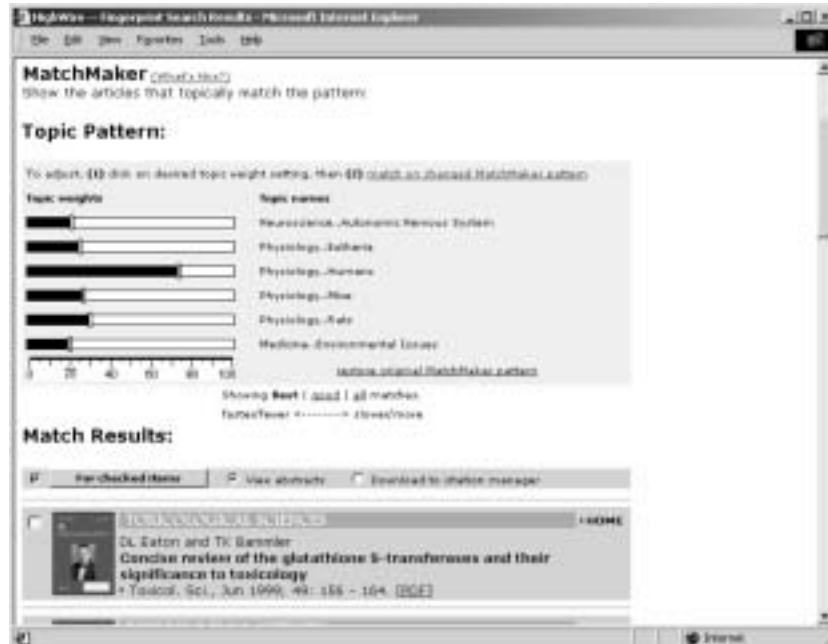 HighWire -- Fingerprint Search Results - Microsoft Internet Explorer
File Edit View Favorites Tools Help
MatchMaker (What's this?)
Show the articles that topically match the pattern:
Topic Pattern:
To adjust, (1) click on desired topic weight setting, then (2) match on changed MatchMaker pattern
Topic weights Topic names
Neuroscience..Autonomic Nervous System
Physiology..
Physiology..Humans
Physiology..Mice
Physiology..Rats
Medicine..Environmental Issues
0 20 40 60 80 100
restore original MatchMaker pattern
Showing Best | good | all matches.
faster/fewer <--------> slower/more
Match Results:
For checked items View abstracts Download to citation manager
TOXICOLOGICAL SCIENCES HOME
DL Eaton and TK Bammler
Concise review of the glutathione S-transferases and their
significance to toxicology
Toxicol. Sci., Jun 1999; 49: 156 - 164. [PDF]
Internet